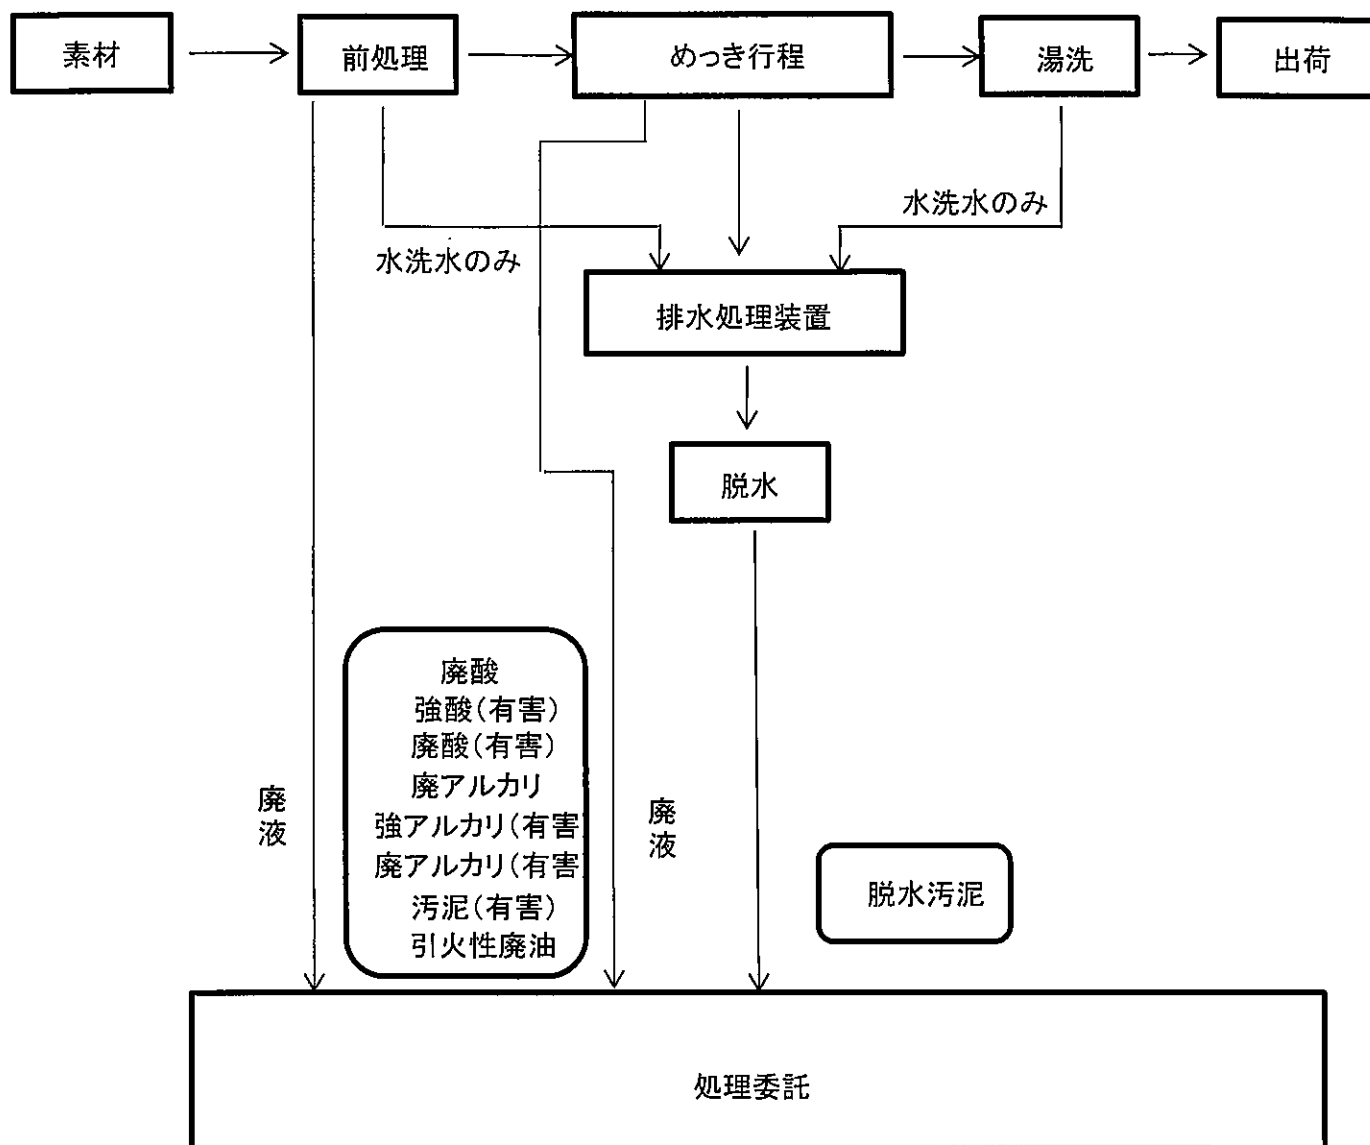 素材
前処理
めっき行程
湯洗
出荷
水洗水のみ
水洗水のみ
排水処理装置
脱水
廃酸
強酸(有害)
廃酸(有害)
廃アルカリ
強アルカリ(有害
廃アルカリ(有害
汚泥(有害)
引火性廃油
廃液
廃液
脱水汚泥
処理委託